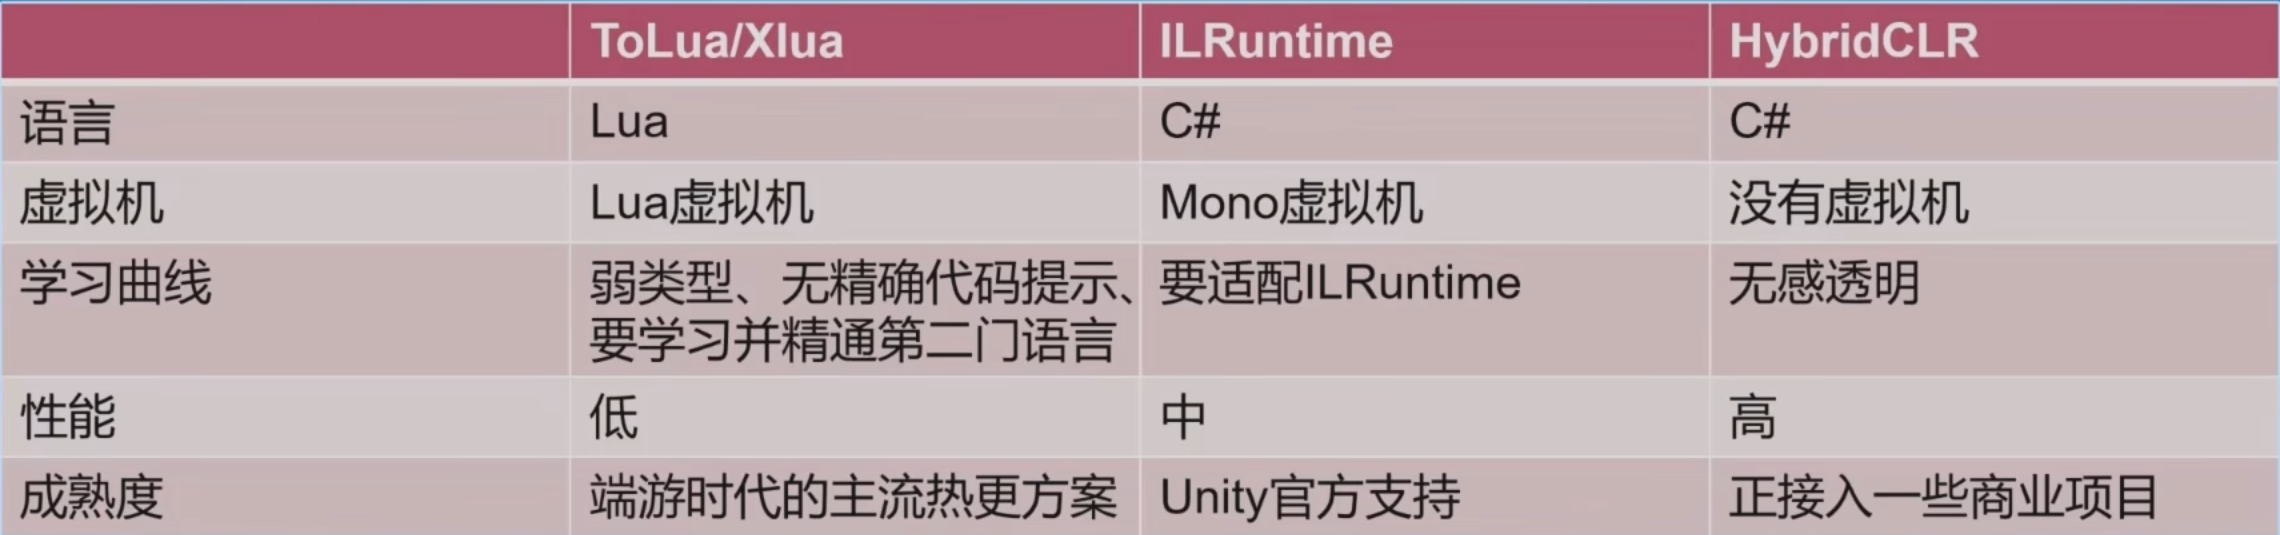 ToLua/Xlua ILRuntime HybridCLR
语言 Lua C# C#
虚拟机 Lua虚拟机 Mono虚拟机 没有虚拟机
学习曲线 弱类型、无精确代码提示、 要适配ILRuntime 无感透明
要学习并精通第二门语言
性能 低 中 高
成熟度 端游时代的主流热更方案 Unity官方支持 正接入一些商业项目